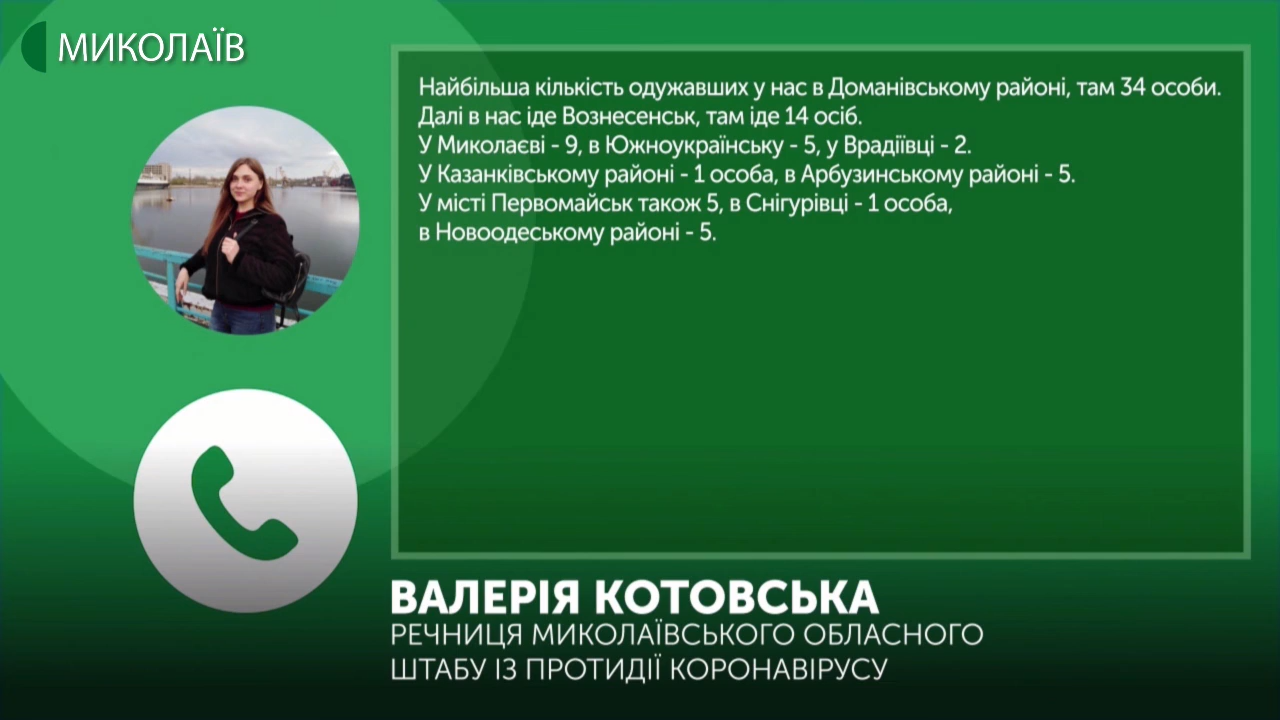 МИКОЛАЇВ
Найбільша кількість одужавших у нас в Доманівському районі, там 34 особи.
Далі в нас іде Вознесенськ, там іде 14 осіб.
У Миколаєві - 9, в Южноукраїнську - 5, у Врадіївці - 2.
У Казанківському районі - 1 особа, в Арбузинському районі - 5.
У місті Первомайськ також 5, в Снігурівці - 1 особа,
в Новоодеському районі - 5.
ВАЛЕРІЯ КОТОВСЬКА
РЕЧНИЦЯ МИКОЛАЇВСЬКОГО ОБЛАСНОГО
ШТАБУ ІЗ ПРОТИДІЇ КОРОНАВІРУСУ